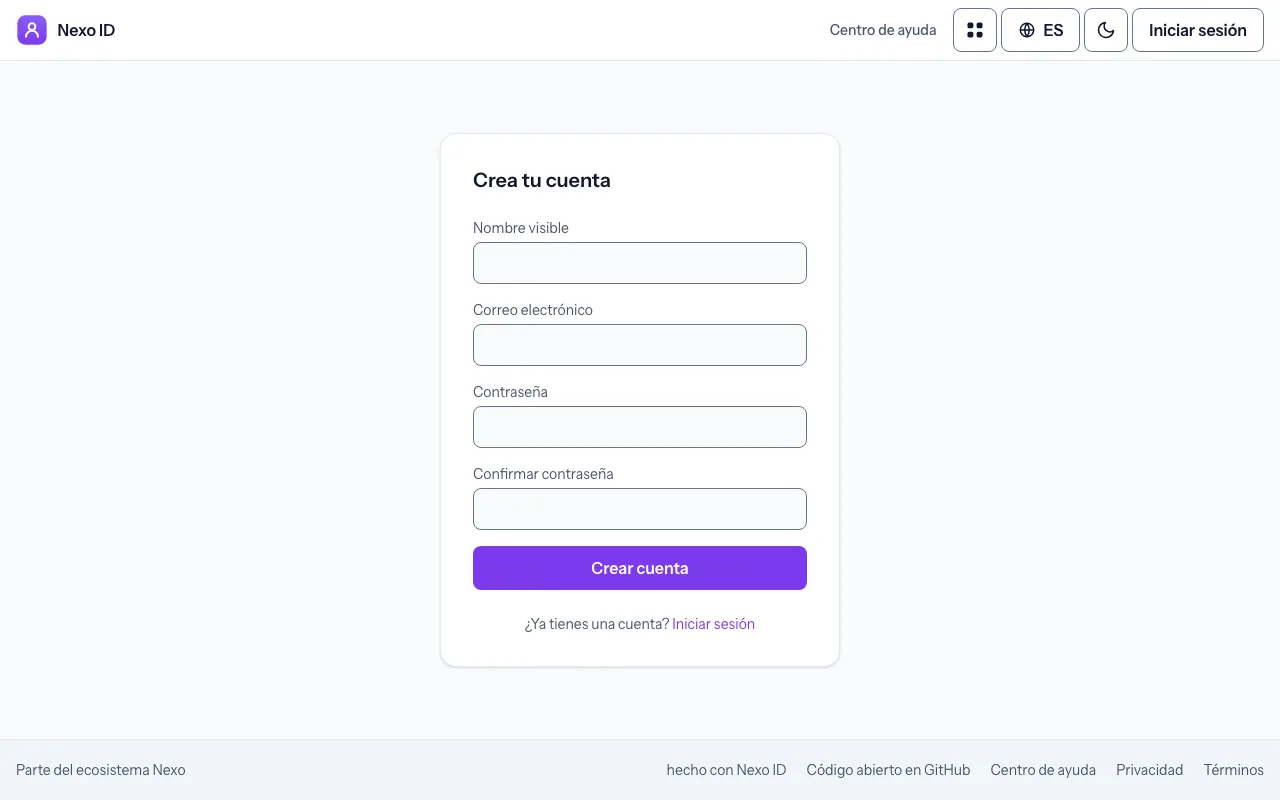 Nexo ID
Centro de ayuda
ES
Iniciar sesión
Crea tu cuenta
Nombre visible
Correo electrónico
Contraseña
Confirmar contraseña
Crear cuenta
¿Ya tienes una cuenta? Iniciar sesión
Parte del ecosistema Nexo
hecho con Nexo ID
Código abierto en GitHub
Centro de ayuda
Privacidad
Términos